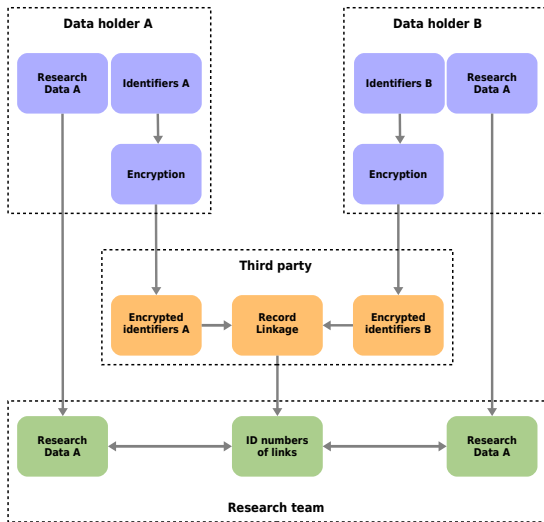 Data holder A
Data holder B
Research
Data A
Identifiers A
Identifiers B
Research
Data A
Encryption
Encryption
Third party
Encrypted
identifiers A
Record
Linkage
Encrypted
identifiers B
Research
Data A
ID numbers
of links
Research
Data A
Research team